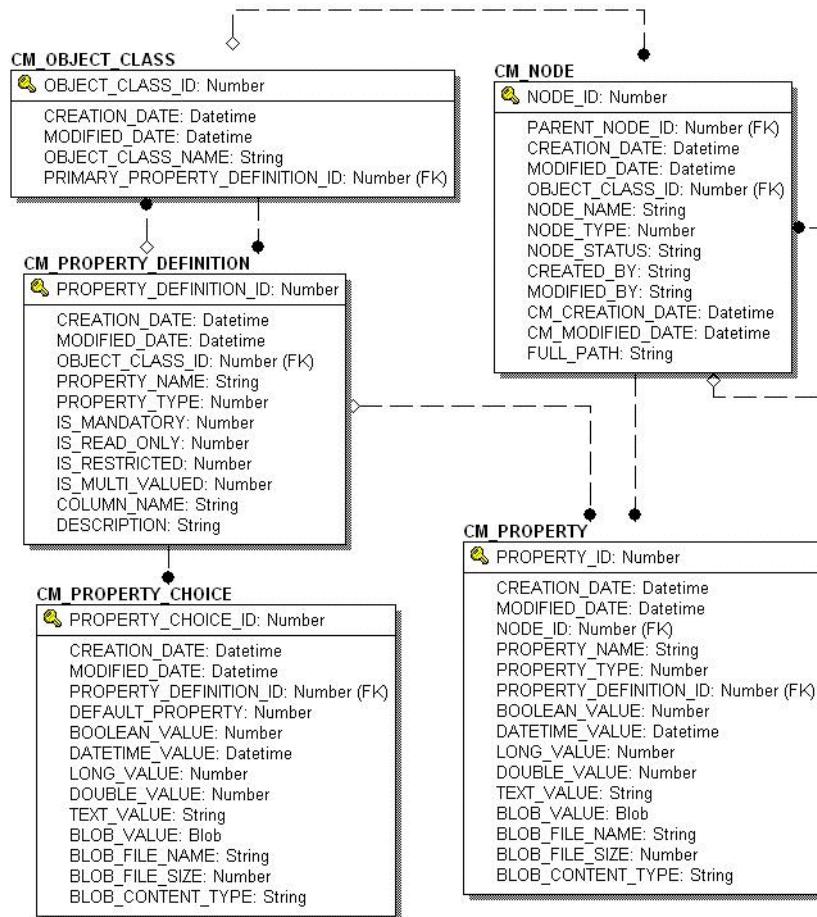 CM_OBJECT_CLASS
OBJECT_CLASS_ID: Number
CREATION_DATE: Datetime
MODIFIED_DATE: Datetime
OBJECT_CLASS_NAME: String
PRIMARY_PROPERTY_DEFINITION_ID: Number (FK)
CM_NODE
NODE_ID: Number
PARENT_NODE_ID: Number (FK)
CREATION_DATE: Datetime
MODIFIED_DATE: Datetime
OBJECT_CLASS_ID: Number (FK)
NODE_NAME: String
NODE_TYPE: Number
NODE_STATUS: String
CREATED_BY: String
MODIFIED_BY: String
CM_CREATION_DATE: Datetime
CM_MODIFIED_DATE: Datetime
FULL_PATH: String
CM_PROPERTY_DEFINITION
PROPERTY_DEFINITION_ID: Number
CREATION_DATE: Datetime
MODIFIED_DATE: Datetime
OBJECT_CLASS_ID: Number (FK)
PROPERTY_NAME: String
PROPERTY_TYPE: Number
IS_MANDATORY: Number
IS_READ_ONLY: Number
IS_RESTRICTED: Number
IS_MULTI_VALUED: Number
COLUMN_NAME: String
DESCRIPTION: String
CM_PROPERTY_CHOICE
PROPERTY_CHOICE_ID: Number
CREATION_DATE: Datetime
MODIFIED_DATE: Datetime
PROPERTY_DEFINITION_ID: Number (FK)
DEFAULT_PROPERTY: Number
BOOLEAN_VALUE: Number
DATETIME_VALUE: Datetime
LONG_VALUE: Number
DOUBLE_VALUE: Number
TEXT_VALUE: String
BLOB_VALUE: Blob
BLOB_FILE_NAME: String
BLOB_FILE_SIZE: Number
BLOB_CONTENT_TYPE: String
CM_PROPERTY
PROPERTY_ID: Number
CREATION_DATE: Datetime
MODIFIED_DATE: Datetime
NODE_ID: Number (FK)
PROPERTY_NAME: String
PROPERTY_TYPE: Number
PROPERTY_DEFINITION_ID: Number (FK)
BOOLEAN_VALUE: Number
DATETIME_VALUE: Datetime
LONG_VALUE: Number
DOUBLE_VALUE: Number
TEXT_VALUE: String
BLOB_VALUE: Blob
BLOB_FILE_NAME: String
BLOB_FILE_SIZE: Number
BLOB_CONTENT_TYPE: String